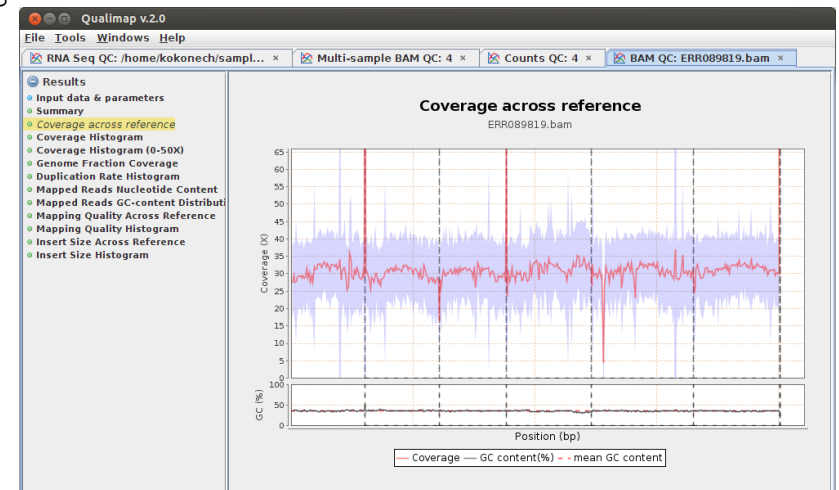 Qualimap v.2.0
File Tools Windows Help
RNA Seq QC: /home/kokonech/sampl... × Multi-sample BAM QC: 4 × Counts QC: 4 × BAM QC: ERR089819.bam ×
Results
Input data & parameters
Summary
Coverage across reference
Coverage Histogram
Coverage Histogram (0-50X)
Genome Fraction Coverage
Duplication Rate Histogram
Mapped Reads Nucleotide Content
Mapped Reads GC-content Distributi
Mapping Quality Across Reference
Mapping Quality Histogram
Insert Size Across Reference
Insert Size Histogram
Coverage across reference
ERR089819.bam
Coverage (X)
65
60
55
50
45
40
35
30
25
20
15
10
5
0
GC (%)
100
50
0
Position (bp)
Coverage GC content(%) mean GC content